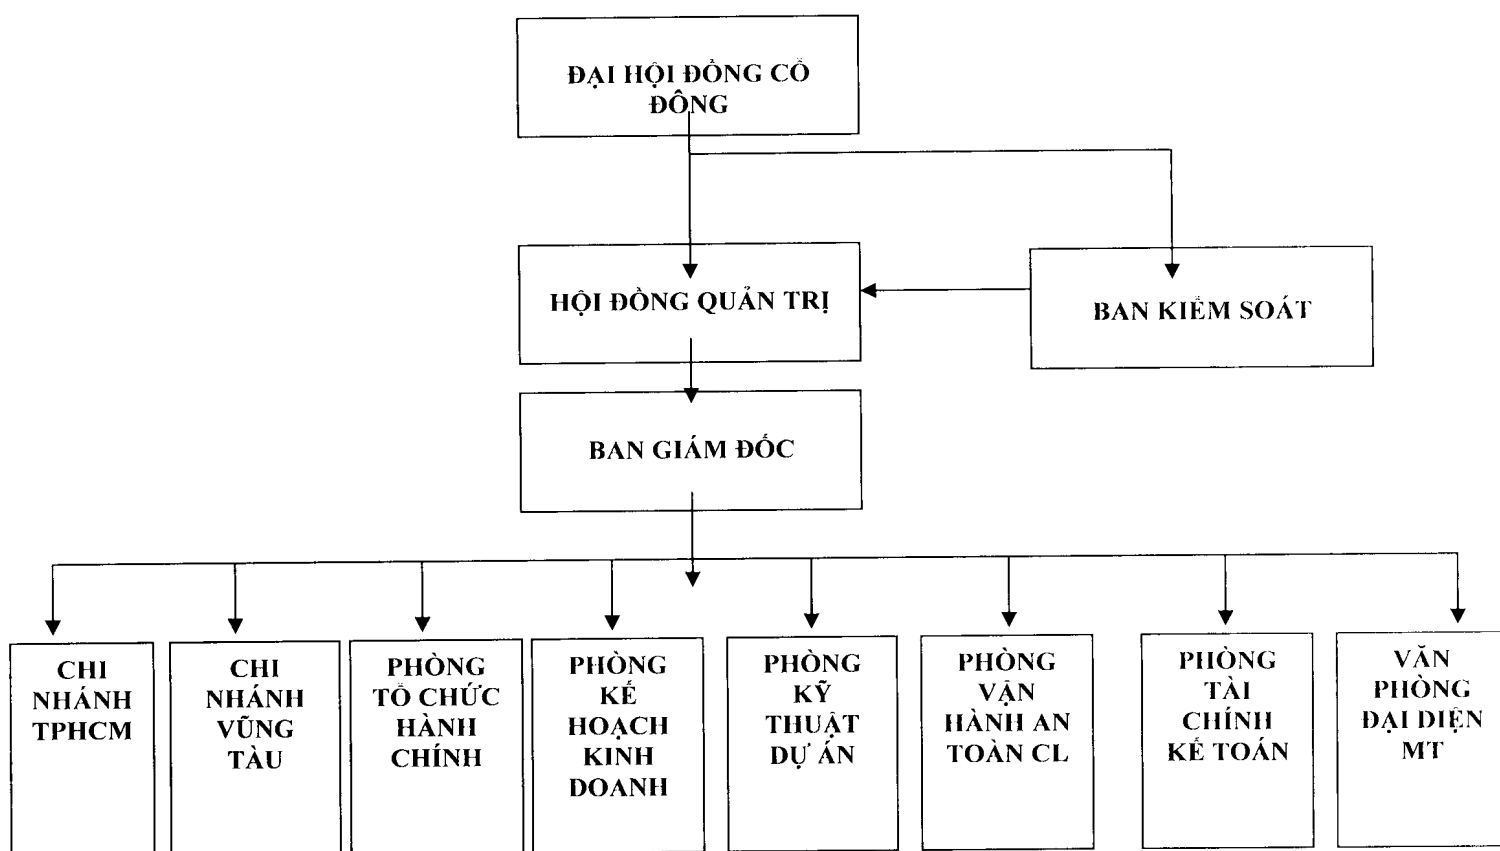 ĐẠI HỘI ĐỒNG CỔ
ĐÔNG
HỘI ĐỒNG QUẢN TRỊ
BAN KIỂM SOÁT
BAN GIÁM ĐỐC
CHI
NHÁNH
TPHCM
CHI
NHÁNH
VŨNG
TÀU
PHÒNG
TỔ CHỨC
HÀNH
CHÍNH
PHÒNG
KẾ
HOẠCH
KINH
DOANH
PHÒNG
KỸ
THUẬT
DỰ ÁN
PHÒNG
VẬN
HÀNH AN
TOÀN CL
PHÒNG
TÀI
CHÍNH
KẾ TOÁN
VĂN
PHÒNG
ĐẠI DIỆN
MT